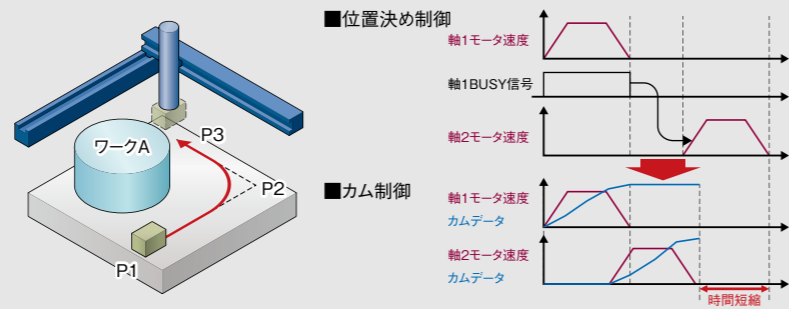 ワークA
P3
P2
P1
■位置決め制御
軸1モータ速度
軸1BUSY信号
軸2モータ速度
■カム制御
軸1モータ速度
カムデータ
軸2モータ速度
カムデータ
時間短縮